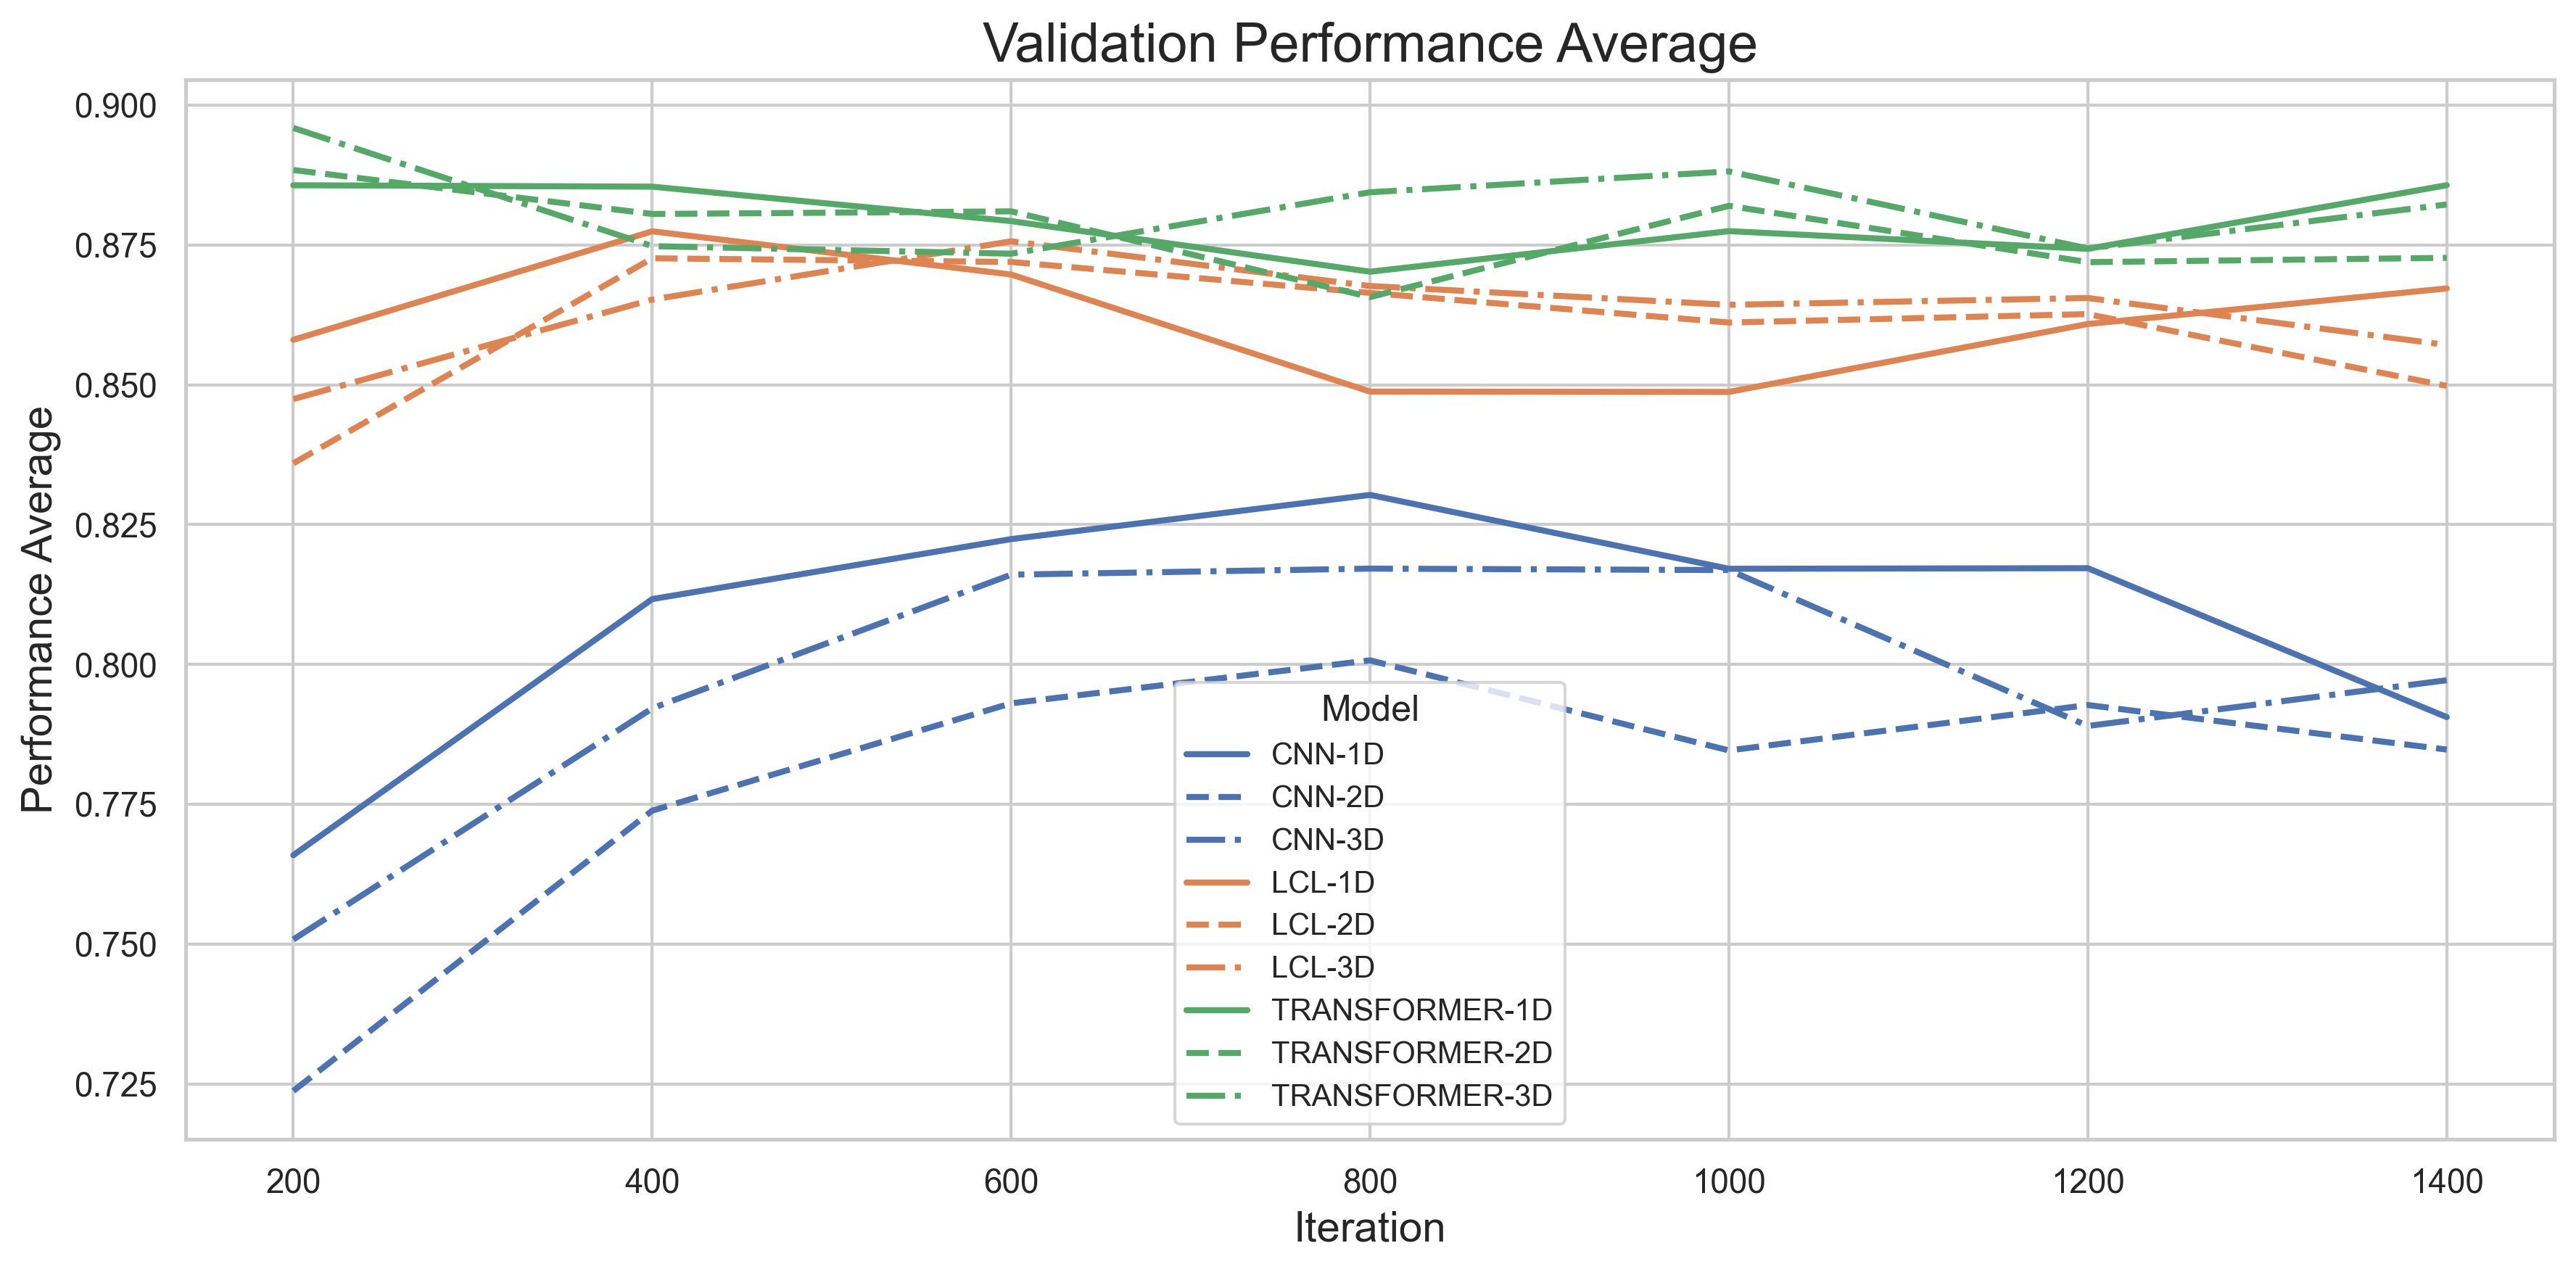 Validation Performance Average
0.900
0.875
0.850
0.825
0.800
0.775
0.750
0.725
Performance Average
Model
CNN-1D
CNN-2D
CNN-3D
LCL-1D
LCL-2D
LCL-3D
TRANSFORMER-1D
TRANSFORMER-2D
TRANSFORMER-3D
200 400 600 800 1000 1200 1400
Iteration